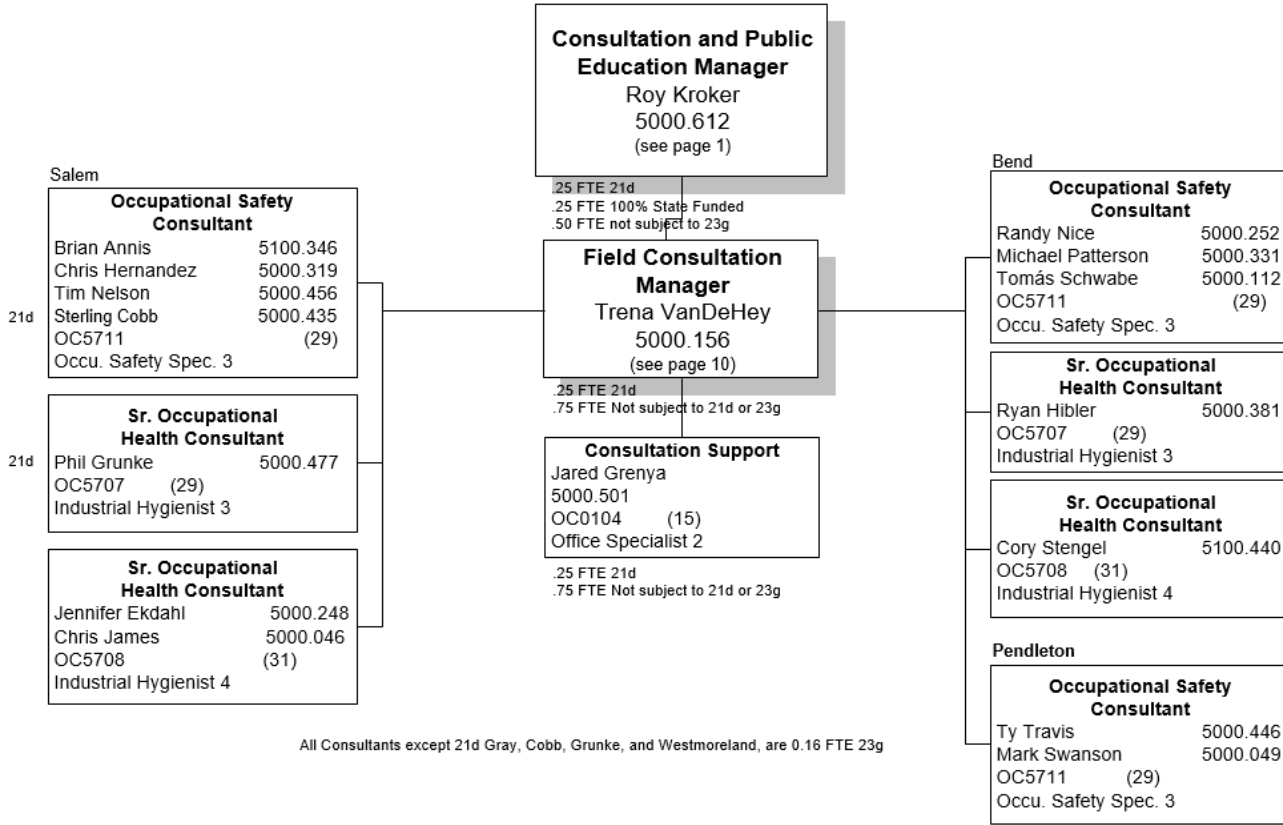 Consultation and Public
Education Manager
Roy Kroker
5000.612
(see page 1)
.25 FTE 21d
.25 FTE 100% State Funded
.50 FTE not subject to 23g
Field Consultation
Manager
Trena VanDeHey
5000.156
(see page 10)
.25 FTE 21d
.75 FTE Not subject to 21d or 23g
Consultation Support
Jared Grenya
5000.501
OC0104 (15)
Office Specialist 2
.25 FTE 21d
.75 FTE Not subject to 21d or 23g
Salem
Occupational Safety
Consultant
Brian Annis 5100.346
Chris Hernandez 5000.319
Tim Nelson 5000.456
21d Sterling Cobb 5000.435
OC5711 (29)
Occu. Safety Spec. 3
Sr. Occupational
Health Consultant
21d Phil Grunke 5000.477
OC5707 (29)
Industrial Hygienist 3
Sr. Occupational
Health Consultant
Jennifer Ekdahl 5000.248
Chris James 5000.046
OC5708 (31)
Industrial Hygienist 4
Bend
Occupational Safety
Consultant
Randy Nice 5000.252
Michael Patterson 5000.331
Tomás Schwabe 5000.112
OC5711 (29)
Occu. Safety Spec. 3
Sr. Occupational
Health Consultant
Ryan Hibler 5000.381
OC5707 (29)
Industrial Hygienist 3
Sr. Occupational
Health Consultant
Cory Stengel 5100.440
OC5708 (31)
Industrial Hygienist 4
Pendleton
Occupational Safety
Consultant
Ty Travis 5000.446
Mark Swanson 5000.049
OC5711 (29)
Occu. Safety Spec. 3
All Consultants except 21d Gray, Cobb, Grunke, and Westmoreland, are 0.16 FTE 23g